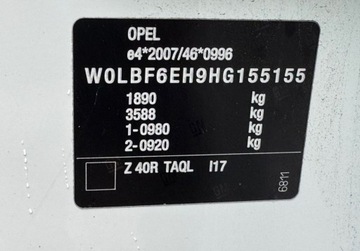 OPEL
e4*2007/46*0996
W0LBF6EH9HG155155
1890 kg
3588 kg
1-0980 kg
2-0920 kg
Z 40R TAQL I17
6811